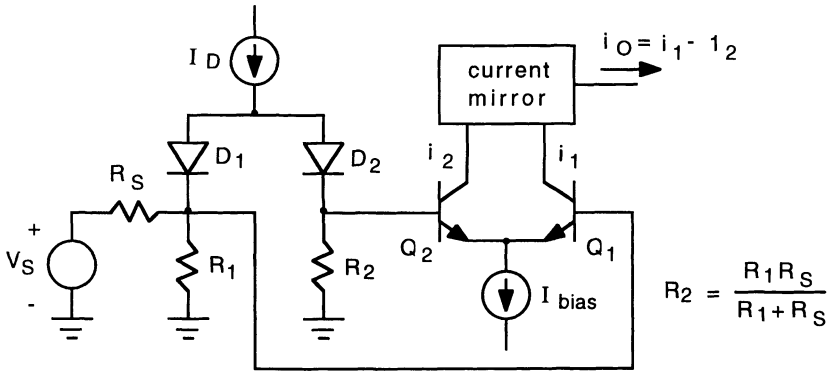 I D
current
mirror
i O = i 1 - 1 2
D 1
D 2
i 2
i 1
R S
+
V S
-
R 1
R 2
Q 2
Q 1
I bias
R 2 = R 1 R S / R 1 + R S